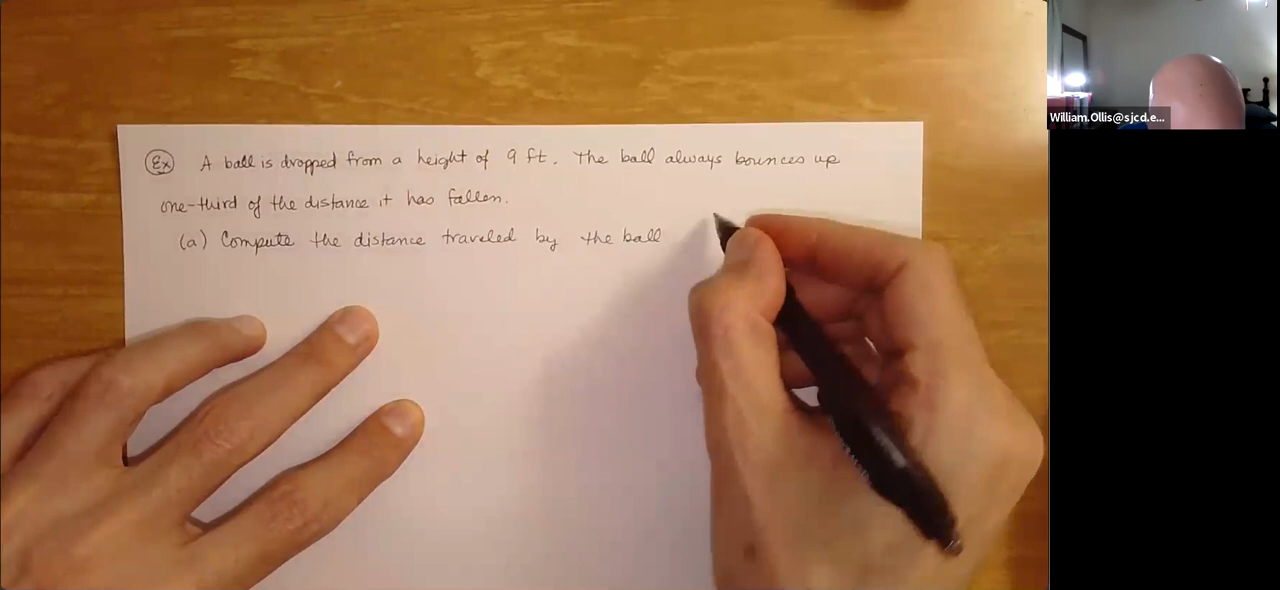 Ex A ball is dropped from a height of 9 ft. The ball always bounces up
one-third of the distance it has fallen.
(a) Compute the distance traveled by the ball
William.Ollis@sjcd.e...